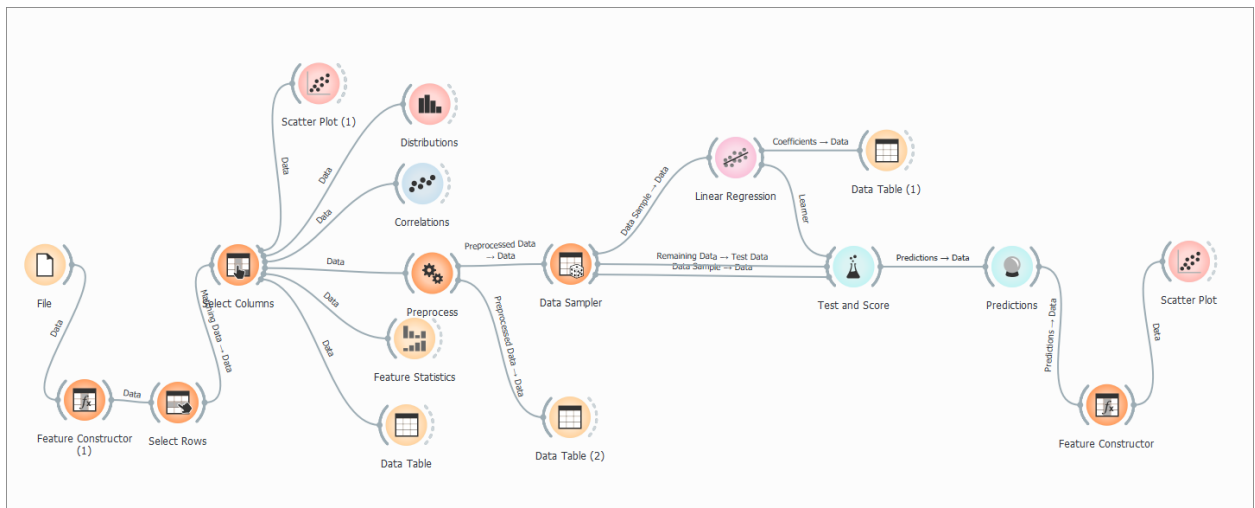 Scatter Plot (1)
Data
Distributions
Data
Correlations
Data
File
Data
Feature Constructor
(1)
Data
Select Rows
Matching Data → Data
Select Columns
Data
Preprocess
Data
Feature Statistics
Data
Data Table
Preprocessed Data
→ Data
Preprocessed Data → Data
Data Table (2)
Data Sampler
Data Sample → Data
Linear Regression
Coefficients → Data
Data Table (1)
Learner
Remaining Data → Test Data
Data Sample → Data
Test and Score
Predictions → Data
Predictions
Predictions → Data
Feature Constructor
Data
Scatter Plot